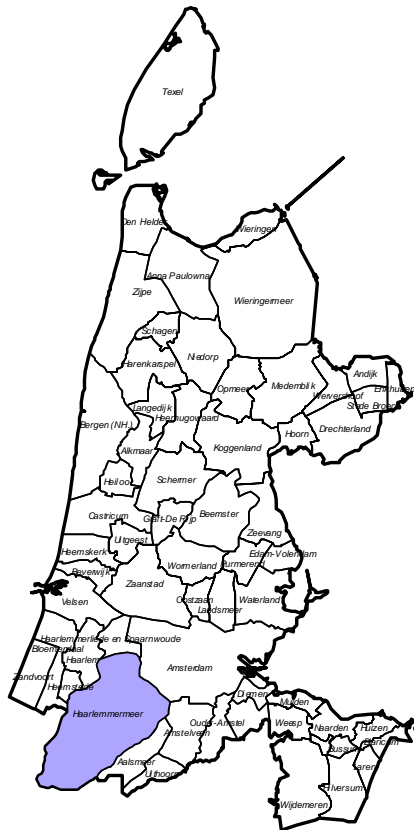 Texel
Den Helder
Wieringen
Anna Paulowna
Zijpe
Wieringermeer
Schagen
Niedorp
Harenkarspel
Opmeer
Medemblik
Andijk
Wervershoof
Enkhuizen
Stede Broec
Langedijk
Heerhugowaard
Bergen (NH.)
Hoorn
Drechterland
Alkmaar
Koggenland
Heiloo
Schermer
Castricum
Graft-De Rijp
Beemster
Zeevang
Uitgeest
Heemskerk
Edam-Volendam
Wormerland
Purmerend
Beverwijk
Zaanstad
Velsen
Oostzaan
Waterland
Landsmeer
Haarlemmerliede en Spaarnwoude
Bloemendaal
Haarlem
Amsterdam
Zandvoort
Heemstede
Diemen
Muiden
Haarlemmermeer
Ouder-Amstel
Weesp
Naarden
Huizen
Amstelveen
Bussum
Blaricum
Aalsmeer
Laren
Uithoorn
Hilversum
Wijdemeren